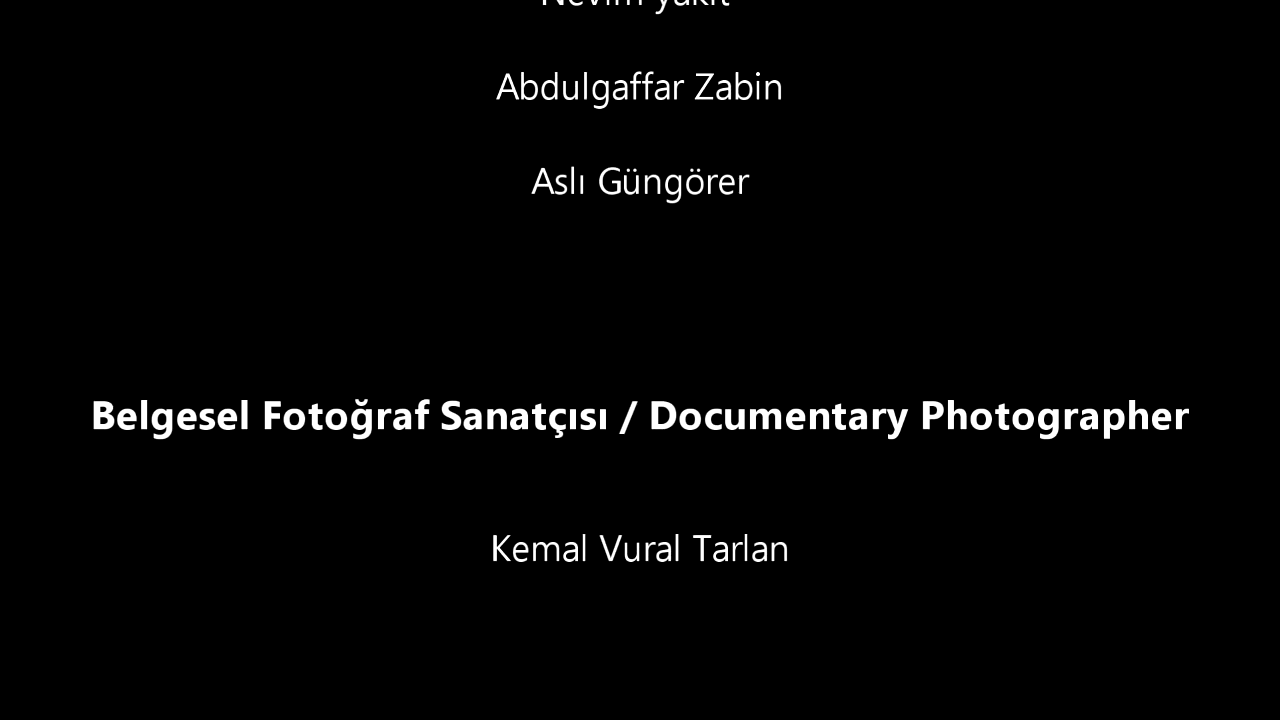 Abdulgaffar Zabin
Aslı Güngörer
Belgesel Fotoğraf Sanatçısı / Documentary Photographer
Kemal Vural Tarlan